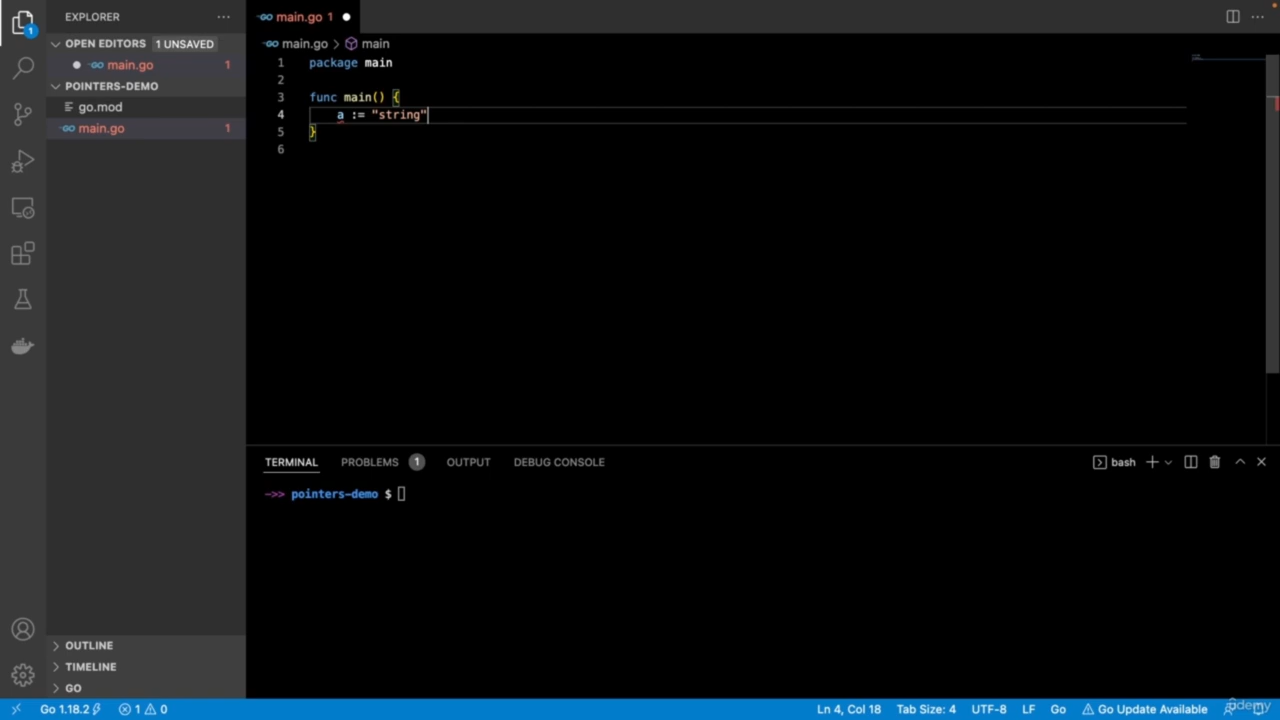 EXPLORER
OPEN EDITORS 1 UNSAVED
main.go 1
POINTERS-DEMO
go.mod
main.go 1
OUTLINE
TIMELINE
GO
main.go 1
main.go > main
1 package main
2
3 func main() {
4 a := "string"
5 }
6
TERMINAL PROBLEMS 1 OUTPUT DEBUG CONSOLE bash
->> pointers-demo $
1
Go 1.18.2 1 0 Ln 4, Col 18 Tab Size: 4 UTF-8 LF Go Go Update Available
ûdemy